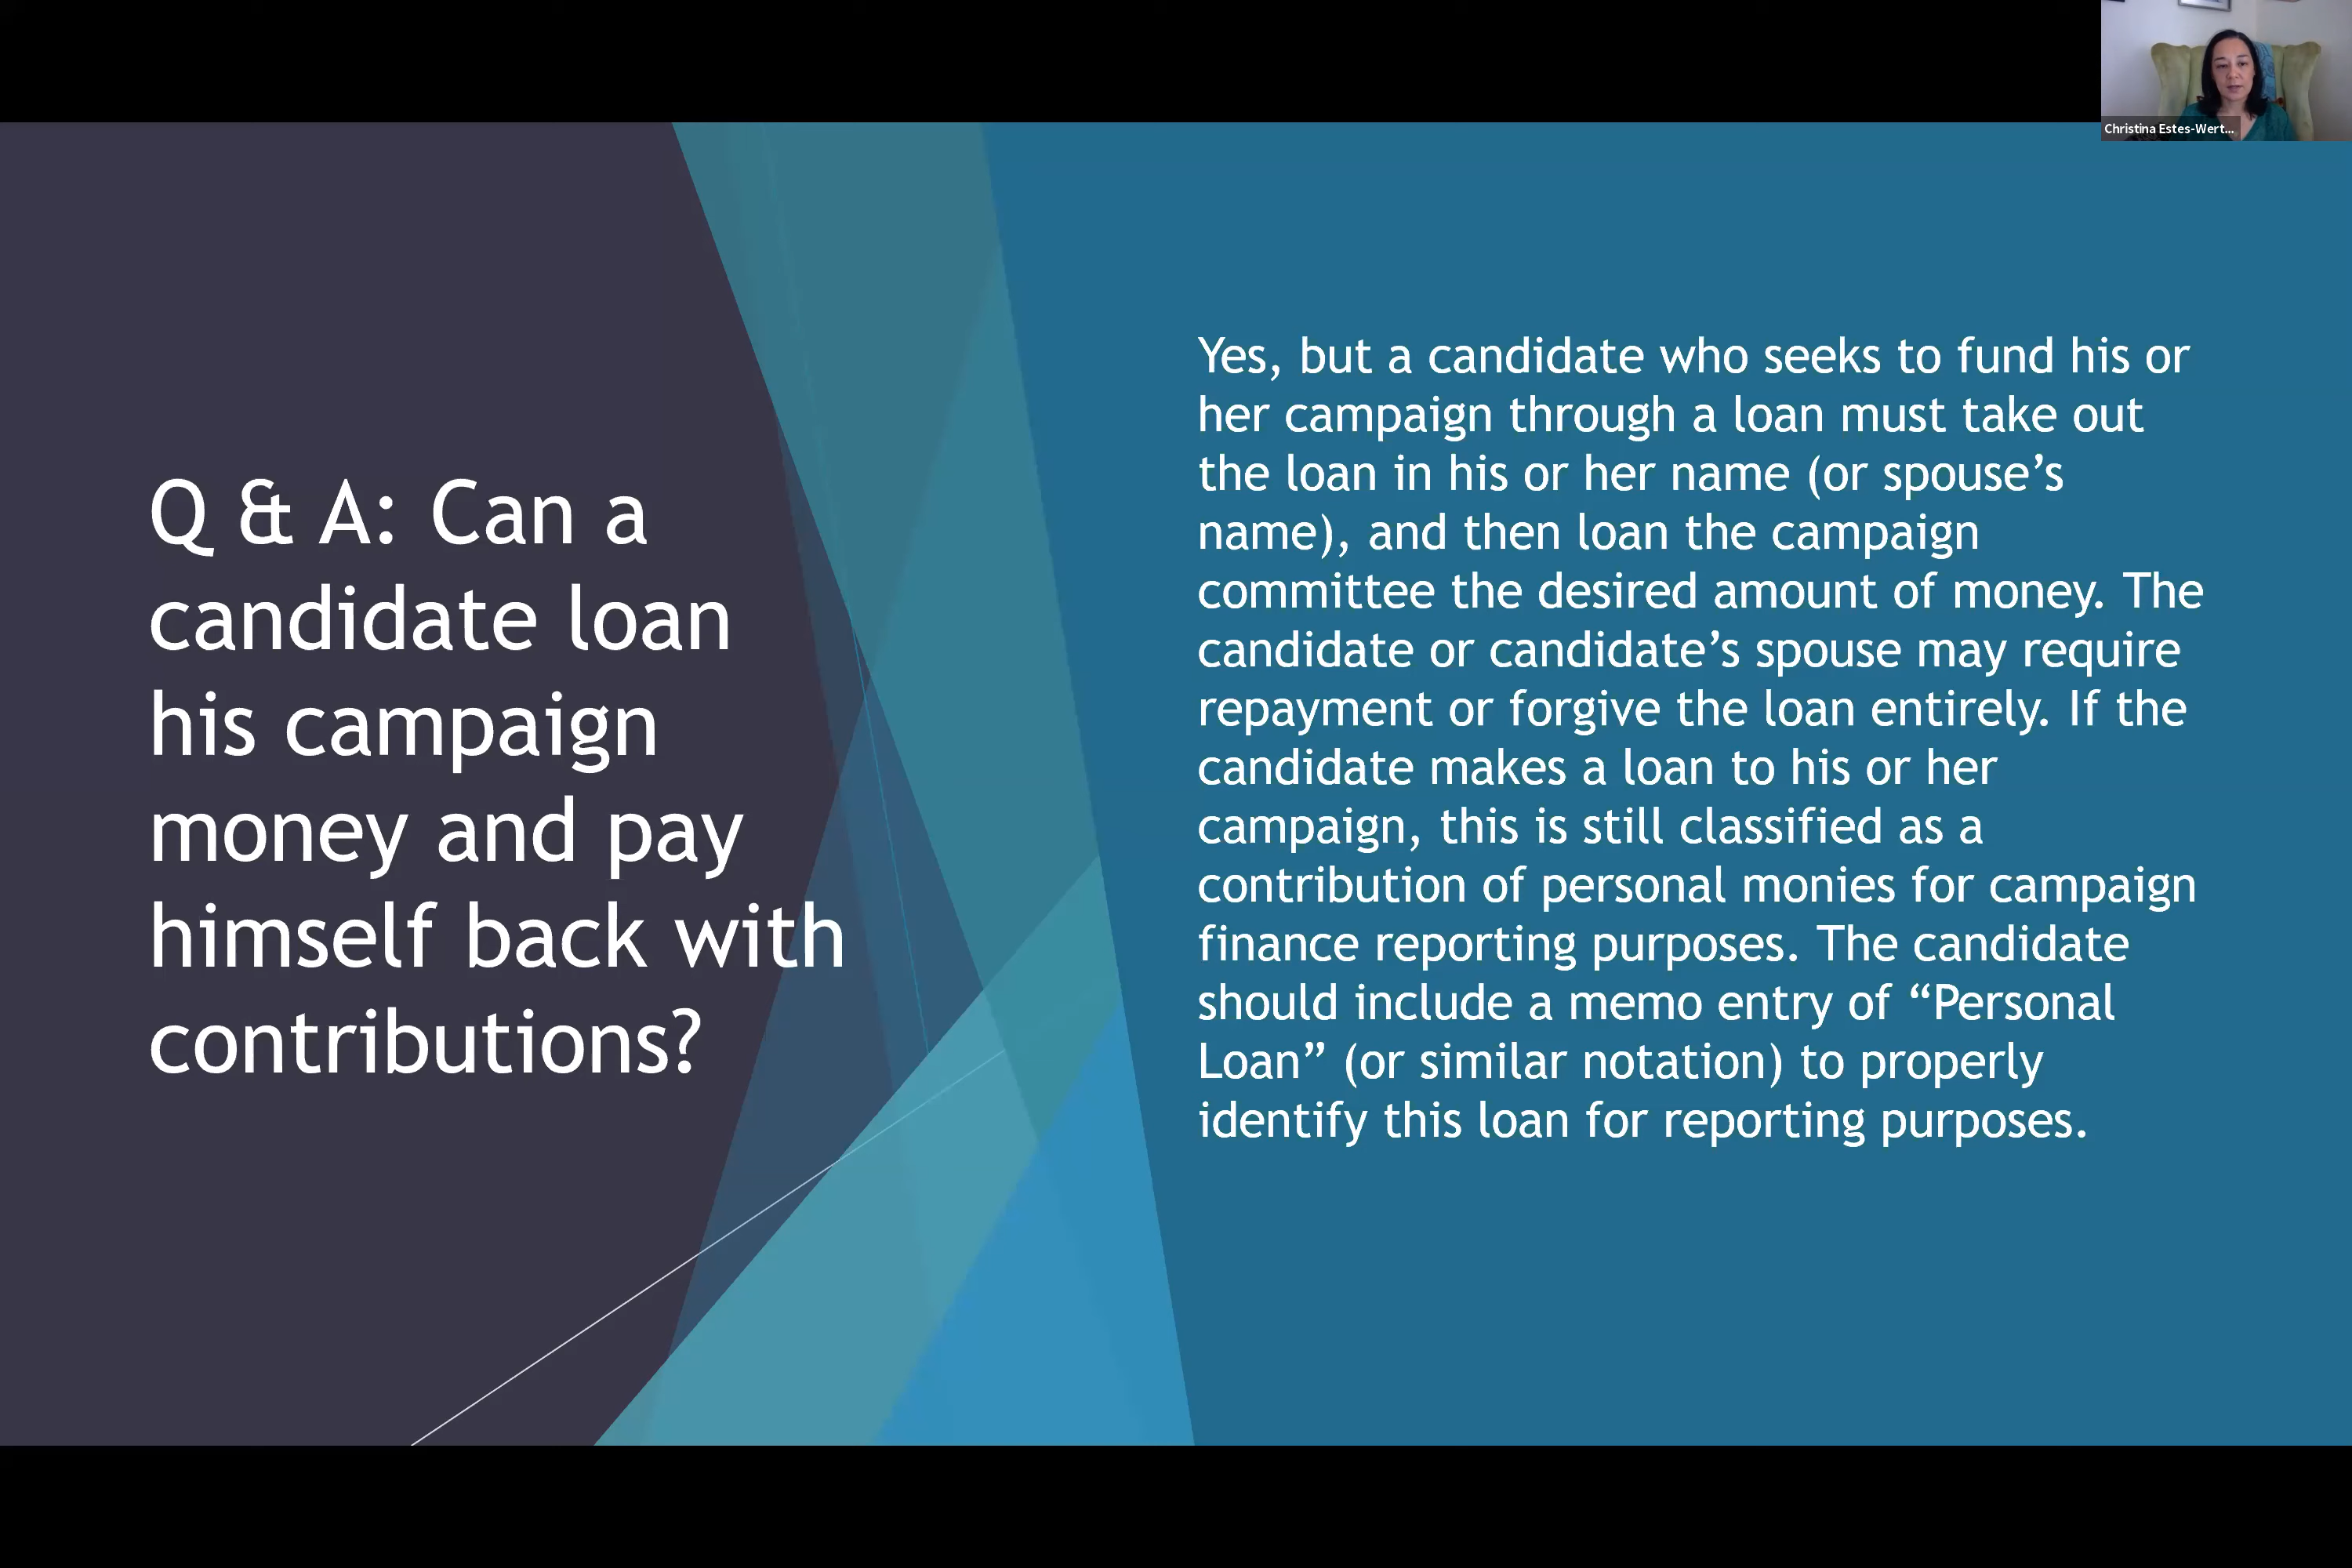 Christina Estes-Wert...
Q & A: Can a
candidate loan
his campaign
money and pay
himself back with
contributions?
Yes, but a candidate who seeks to fund his or
her campaign through a loan must take out
the loan in his or her name (or spouse’s
name), and then loan the campaign
committee the desired amount of money. The
candidate or candidate’s spouse may require
repayment or forgive the loan entirely. If the
candidate makes a loan to his or her
campaign, this is still classified as a
contribution of personal monies for campaign
finance reporting purposes. The candidate
should include a memo entry of “Personal
Loan” (or similar notation) to properly
identify this loan for reporting purposes.